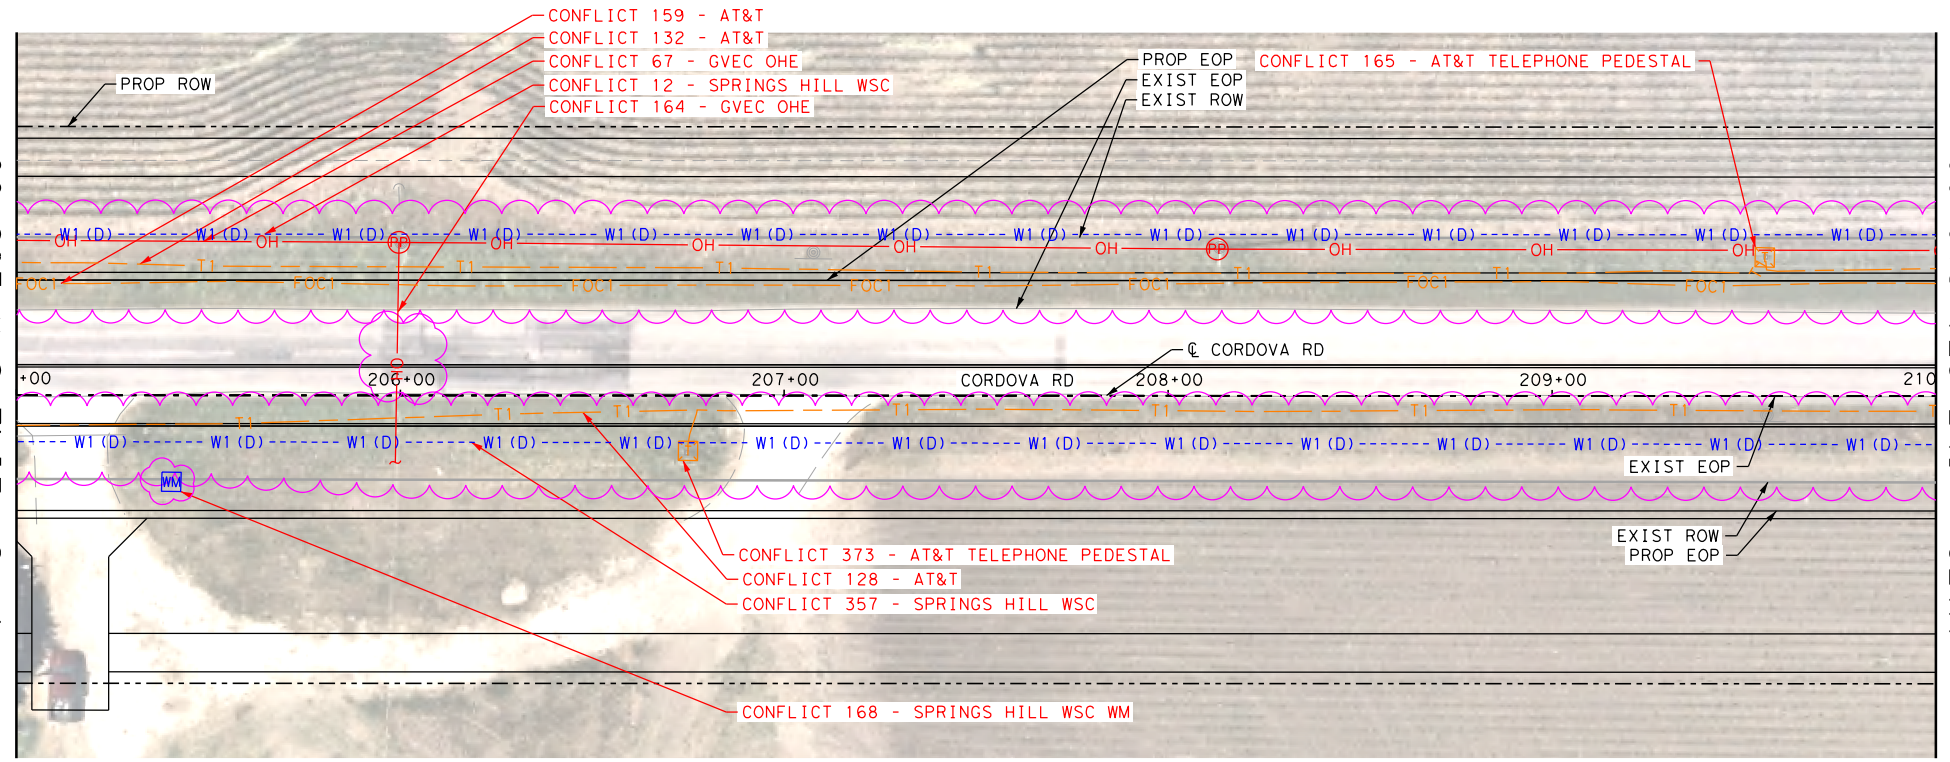 CONFLICT 159 - AT&T
CONFLICT 132 - AT&T
CONFLICT 67 - GVEC OHE
CONFLICT 12 - SPRINGS HILL WSC
CONFLICT 164 - GVEC OHE
PROP ROW
PROP EOP
EXIST EOP
EXIST ROW
CONFLICT 165 - AT&T TELEPHONE PEDESTAL
W1(D) W1(D) W1(D) W1(D) W1(D) W1(D) W1(D) W1(D) W1(D) W1(D) W1(D) W1(D) W1(D) W1(D)
OH OH PP OH OH OH OH PP OH OH OH
T1 T1 T1 T1 T1 T1 T
FOC1 FOC1 FOC1 FOC1 FOC1 FOC1 FOC1
℄ CORDOVA RD
OH
+00 206+00 207+00 CORDOVA RD 208+00 209+00 210
T1 T1 T1 T1 T1 T1 T1
W1(D) W1(D) W1(D) W1(D) W1(D) W1(D) W1(D) W1(D) W1(D) W1(D) W1(D) W1(D) W1(D) W1(D)
T
EXIST EOP
WM
EXIST ROW
PROP EOP
CONFLICT 373 - AT&T TELEPHONE PEDESTAL
CONFLICT 128 - AT&T
CONFLICT 357 - SPRINGS HILL WSC
CONFLICT 168 - SPRINGS HILL WSC WM